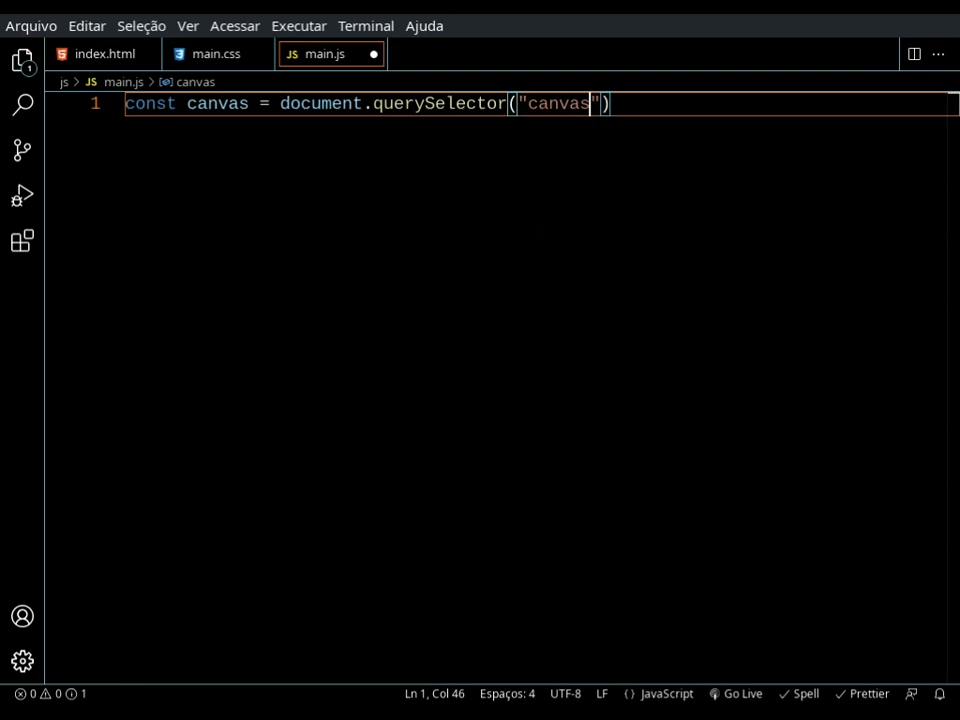 Arquivo Editar Seleção Ver Acessar Executar Terminal Ajuda
index.html main.css JS main.js
js > JS main.js > canvas
1 const canvas = document.querySelector("canvas")
1
0 0 1 Ln 1, Col 46 Espaços: 4 UTF-8 LF {} JavaScript Go Live Spell Prettier